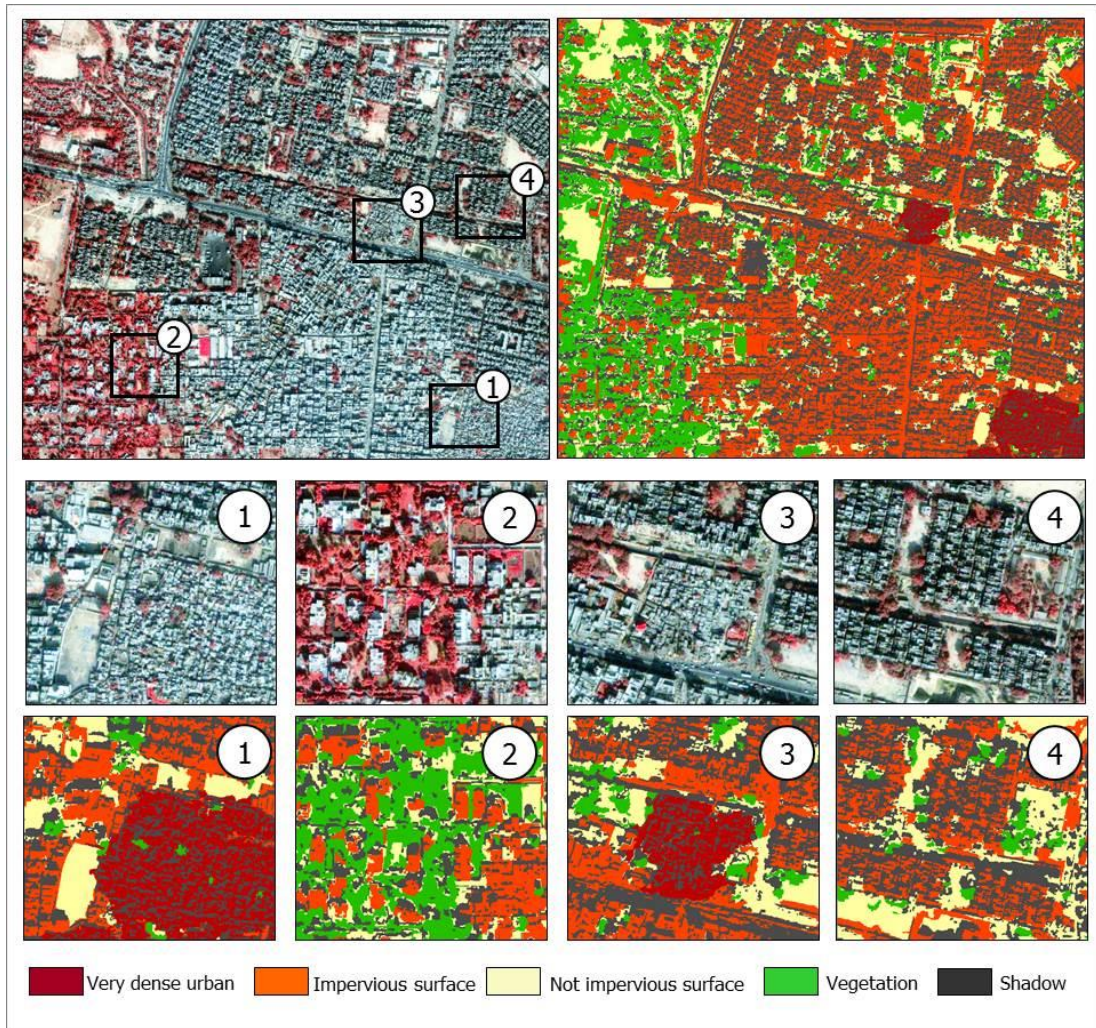 4
3
2
1
1
2
3
4
1
2
3
4
Very dense urban
Impervious surface
Not impervious surface
Vegetation
Shadow